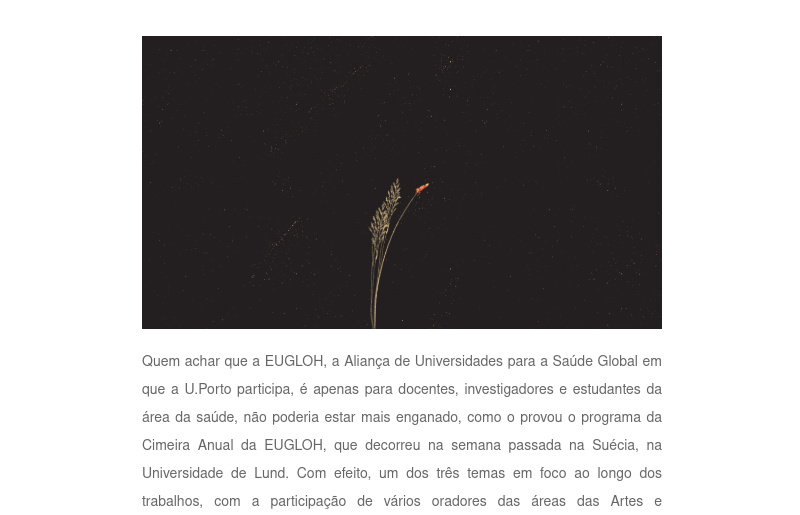 Quem achar que a EUGLOH, a Aliança de Universidades para a Saúde Global em
que a U.Porto participa, é apenas para docentes, investigadores e estudantes da
área da saúde, não poderia estar mais enganado, como o provou o programa da
Cimeira Anual da EUGLOH, que decorreu na semana passada na Suécia, na
Universidade de Lund. Com efeito, um dos três temas em foco ao longo dos
trabalhos, com a participação de vários oradores das áreas das Artes e